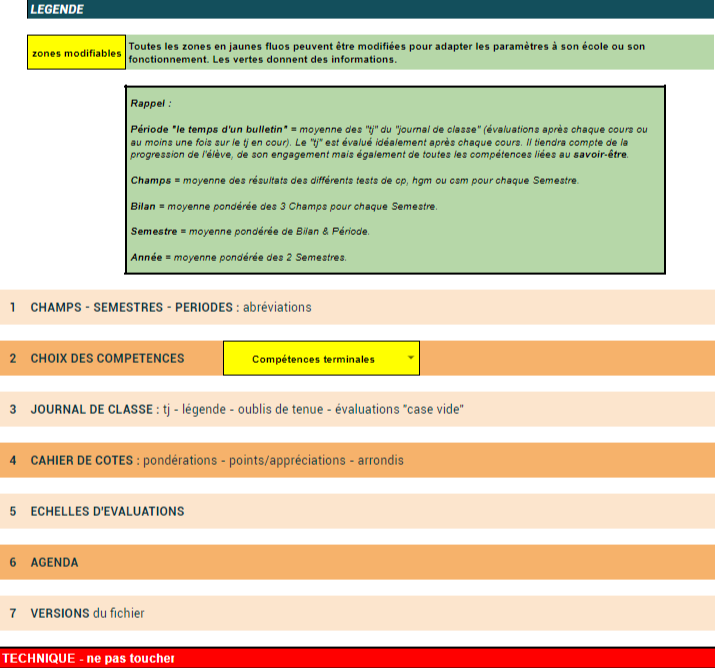 LEGENDE
zones modifiables
Toutes les zones en jaunes fluos peuvent être modifiées pour adapter les paramètres à son école ou son
fonctionnement. Les vertes donnent des informations.
Rappel :
Période "le temps d'un bulletin" = moyenne des "tj" du "journal de classe" (évaluations après chaque cours ou
au moins une fois sur le tj en cour). Le "tj" est évalué idéalement après chaque cours. Il tiendra compte de la
progression de l'élève, de son engagement mais également de toutes les compétences liées au savoir-être.
Champs = moyenne des résultats des différents tests de cp, hgm ou csm pour chaque Semestre.
Bilan = moyenne pondérée des 3 Champs pour chaque Semestre.
Semestre = moyenne pondérée de Bilan & Période.
Année = moyenne pondérée des 2 Semestres.
1 CHAMPS - SEMESTRES - PERIODES : abréviations
2 CHOIX DES COMPETENCES Compétences terminales
3 JOURNAL DE CLASSE : tj - légende - oublis de tenue - évaluations "case vide"
4 CAHIER DE COTES : pondérations - points/appréciations - arrondis
5 ECHELLES D'EVALUATIONS
6 AGENDA
7 VERSIONS du fichier
TECHNIQUE - ne pas toucher